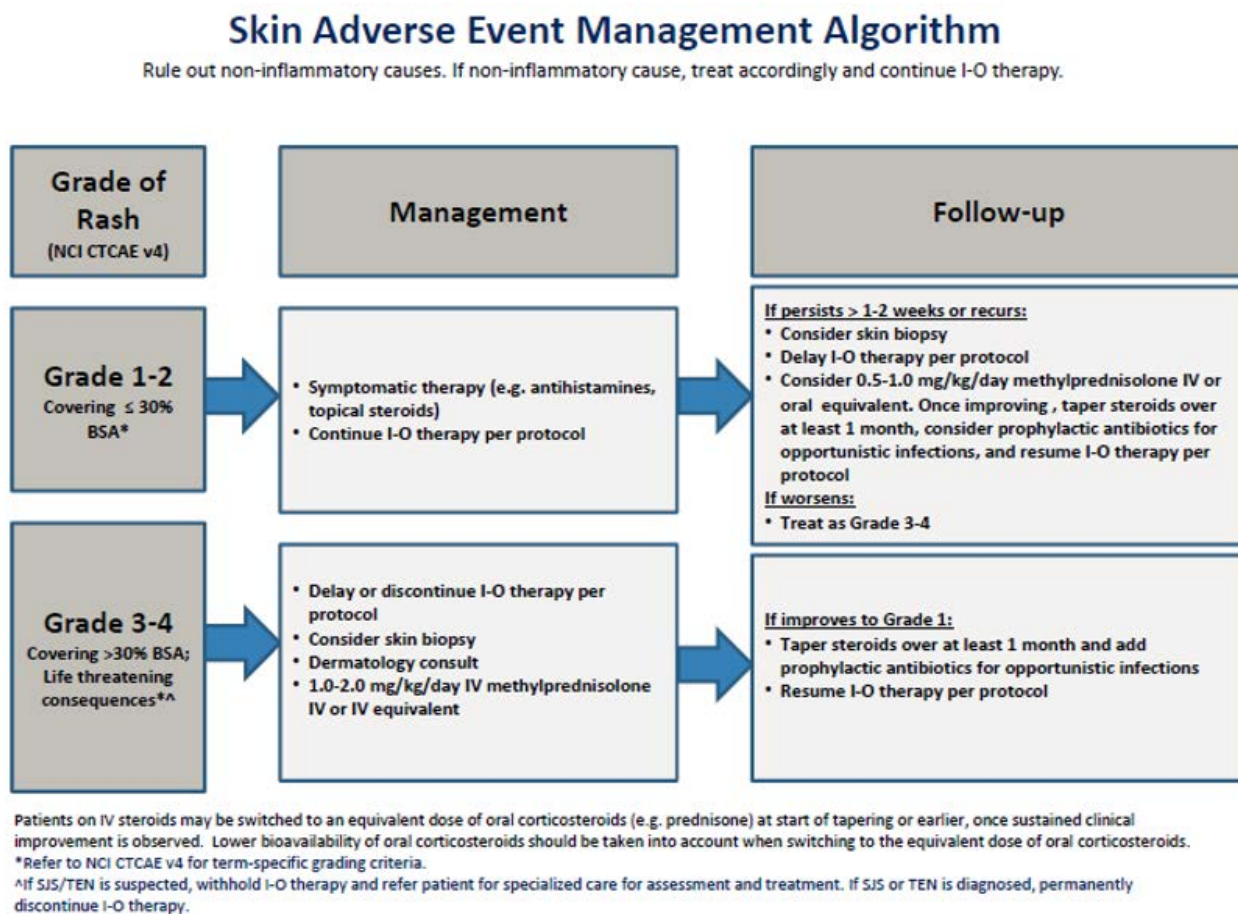 Skin Adverse Event Management Algorithm
Rule out non-inflammatory causes. If non-inflammatory cause, treat accordingly and continue I-O therapy.
Grade of
Rash
(NCI CTCAE v4)
Management
Follow-up
Grade 1-2
Covering ≤ 30%
BSA*
• Symptomatic therapy (e.g. antihistamines,
topical steroids)
• Continue I-O therapy per protocol
If persists > 1-2 weeks or recurs:
• Consider skin biopsy
• Delay I-O therapy per protocol
• Consider 0.5-1.0 mg/kg/day methylprednisolone IV or
oral equivalent. Once improving , taper steroids over
at least 1 month, consider prophylactic antibiotics for
opportunistic infections, and resume I-O therapy per
protocol
If worsens:
• Treat as Grade 3-4
Grade 3-4
Covering >30% BSA;
Life threatening
consequences*^
• Delay or discontinue I-O therapy per
protocol
• Consider skin biopsy
• Dermatology consult
• 1.0-2.0 mg/kg/day IV methylprednisolone
IV or IV equivalent
If improves to Grade 1:
• Taper steroids over at least 1 month and add
prophylactic antibiotics for opportunistic infections
• Resume I-O therapy per protocol
Patients on IV steroids may be switched to an equivalent dose of oral corticosteroids (e.g. prednisone) at start of tapering or earlier, once sustained clinical
improvement is observed. Lower bioavailability of oral corticosteroids should be taken into account when switching to the equivalent dose of oral corticosteroids.
*Refer to NCI CTCAE v4 for term-specific grading criteria.
^If SJS/TEN is suspected, withhold I-O therapy and refer patient for specialized care for assessment and treatment. If SJS or TEN is diagnosed, permanently
discontinue I-O therapy.